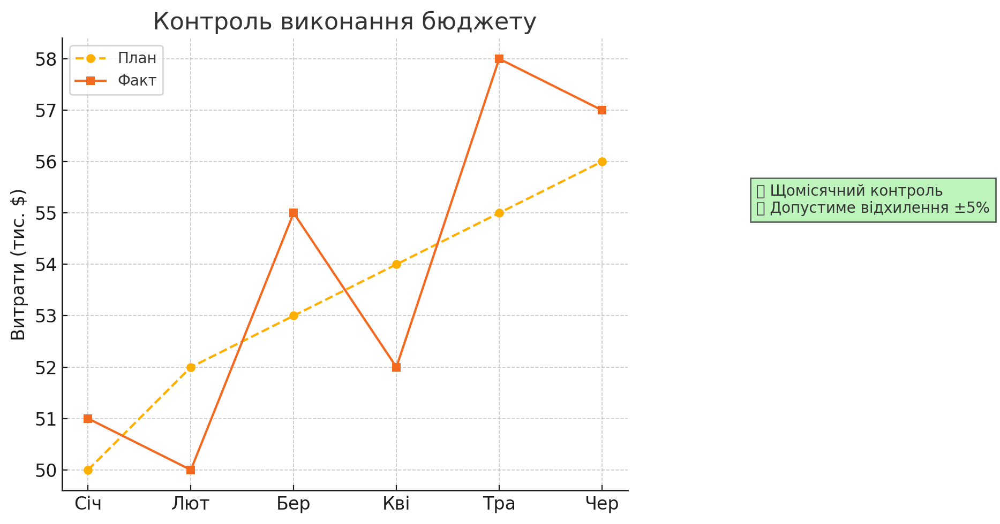 Контроль виконання бюджету
План
Факт
Витрати (тис. $)
58
57
56
55
54
53
52
51
50
Січ Лют Бер Кві Тра Чер
Щомісячний контроль
Допустиме відхилення ±5%